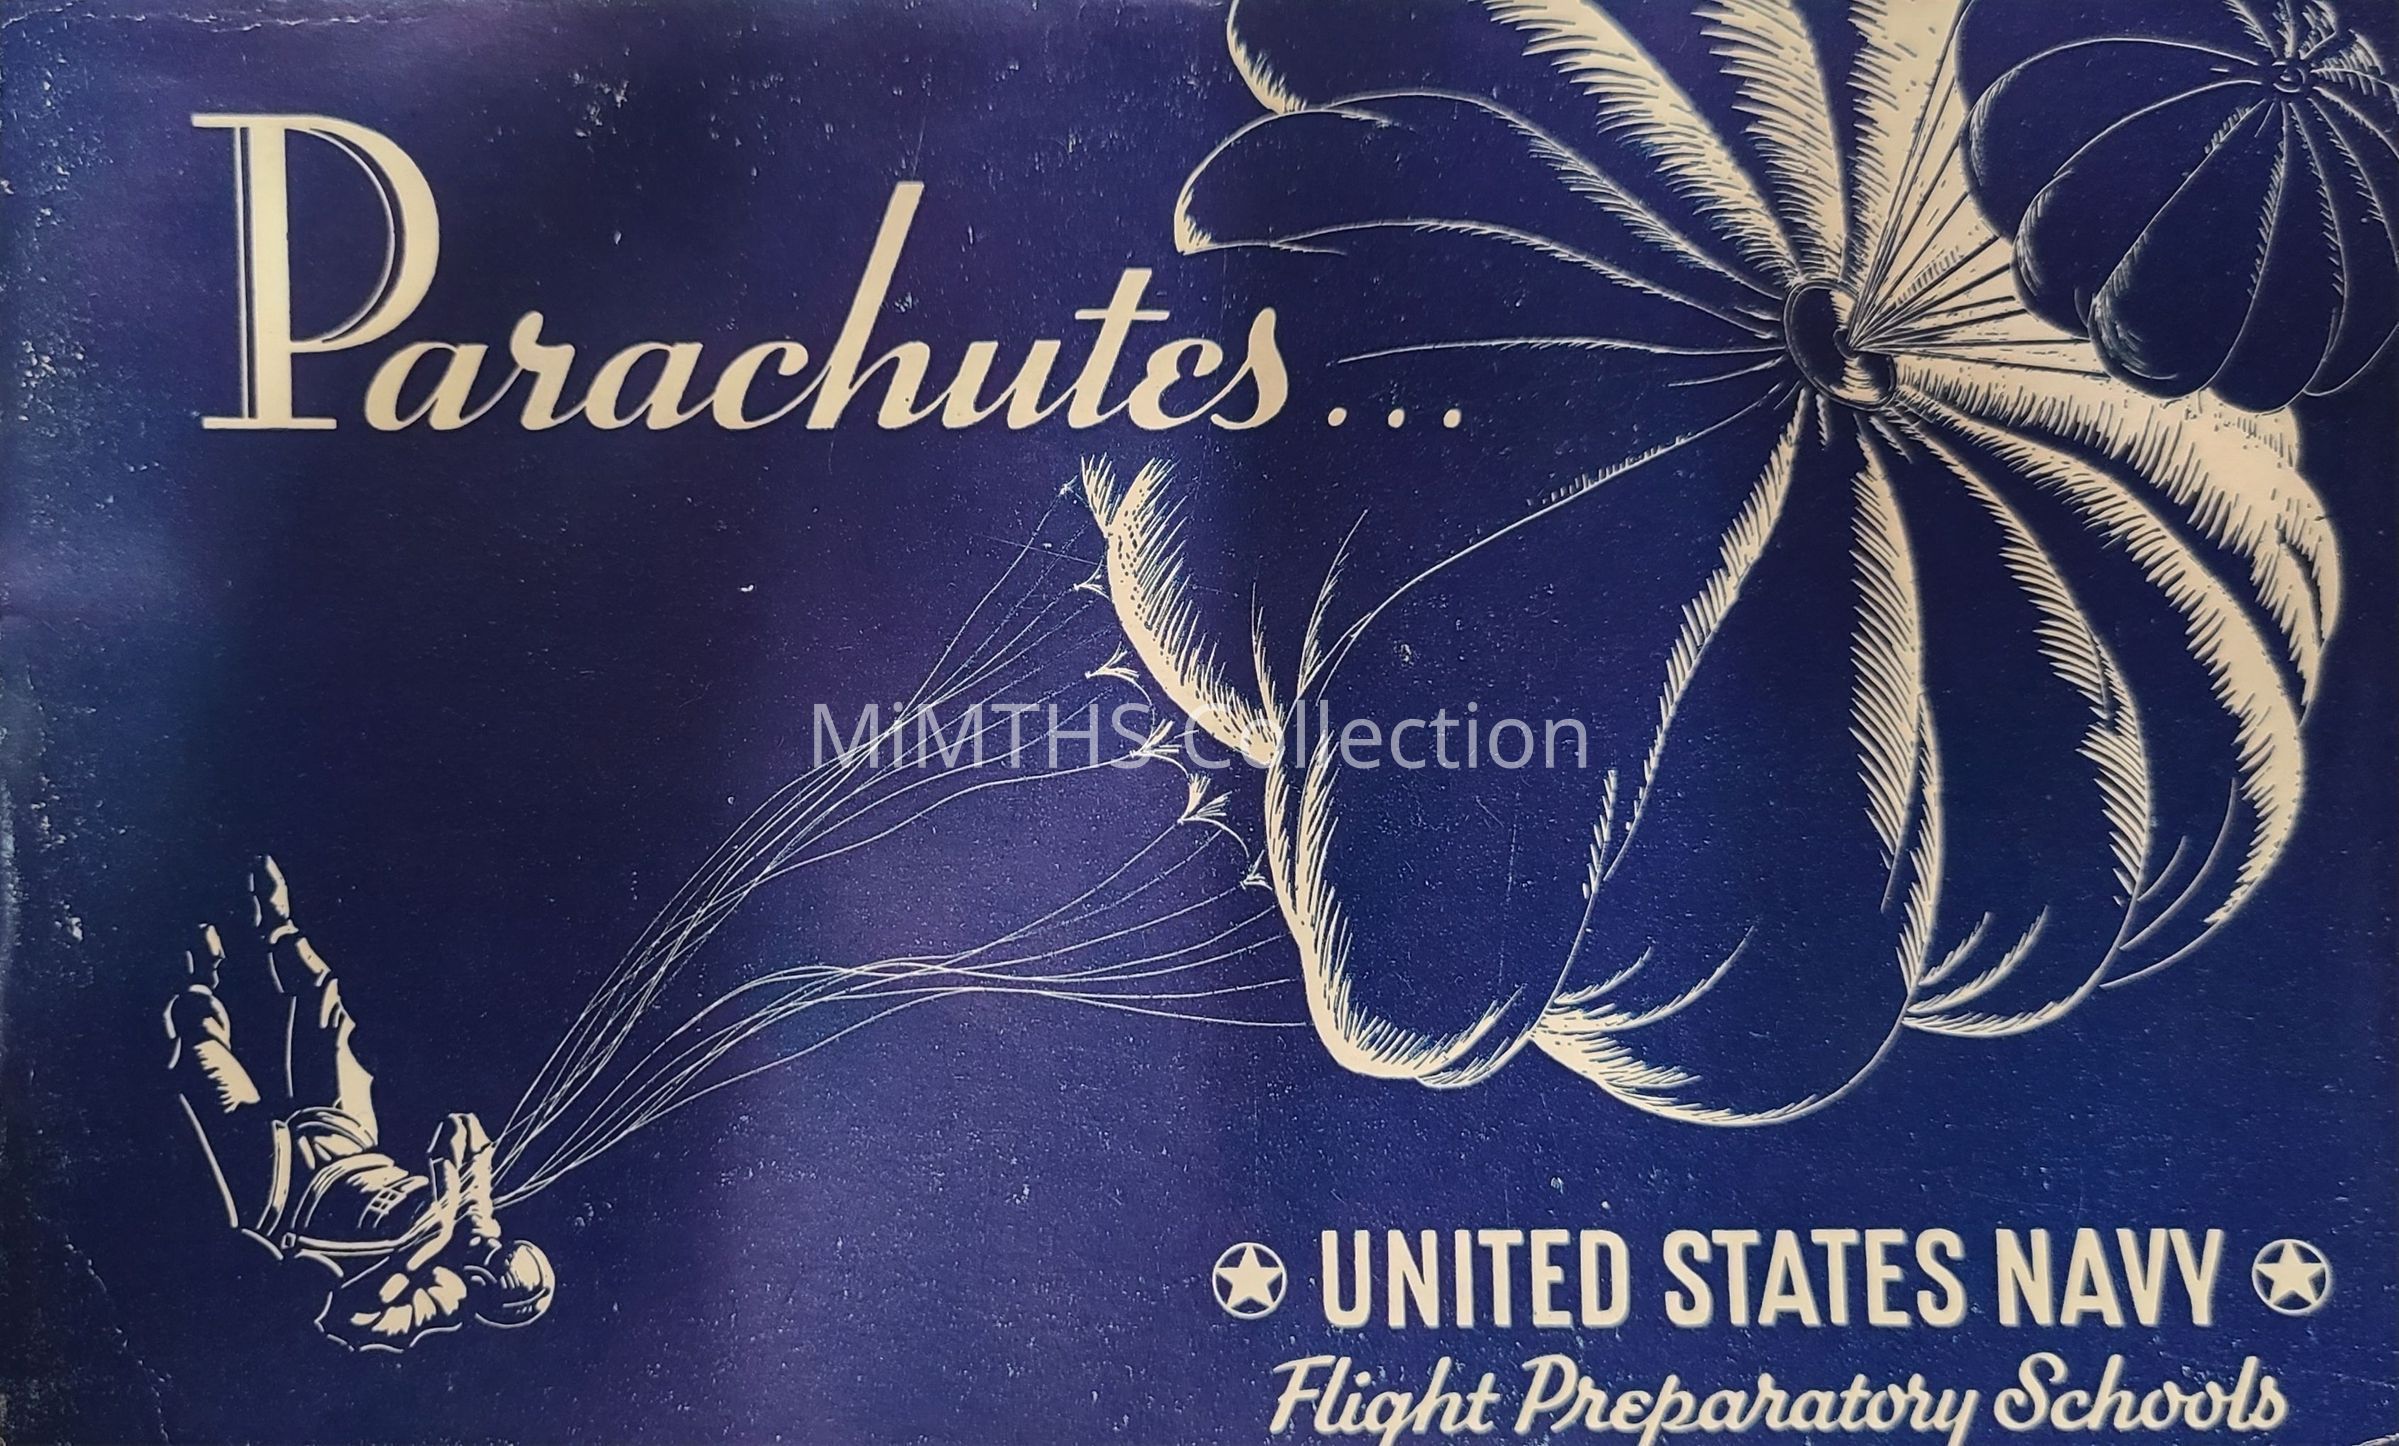 Parachutes...
MiMTHS Collection
★ UNITED STATES NAVY ★
Flight Preparatory Schools